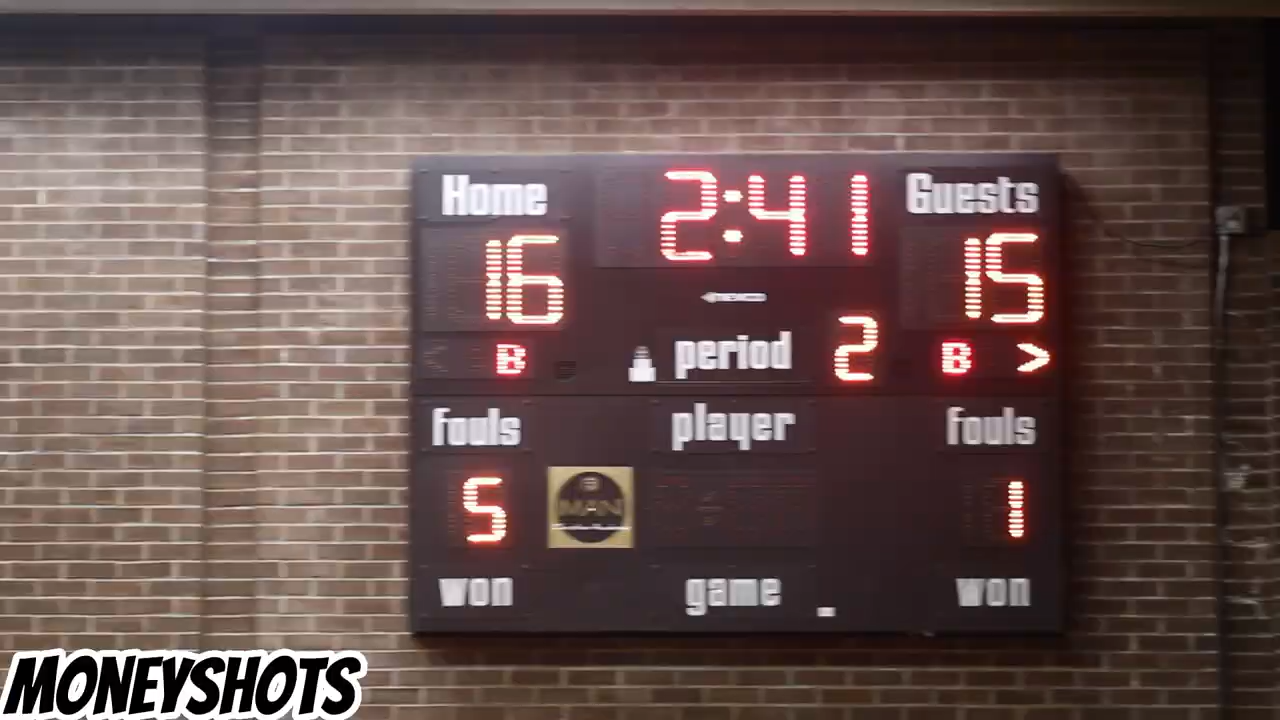 Home 2:41 Guests
16 15
B period 2 B >
fouls player fouls
5 1
won game won
MONEYSHOTS